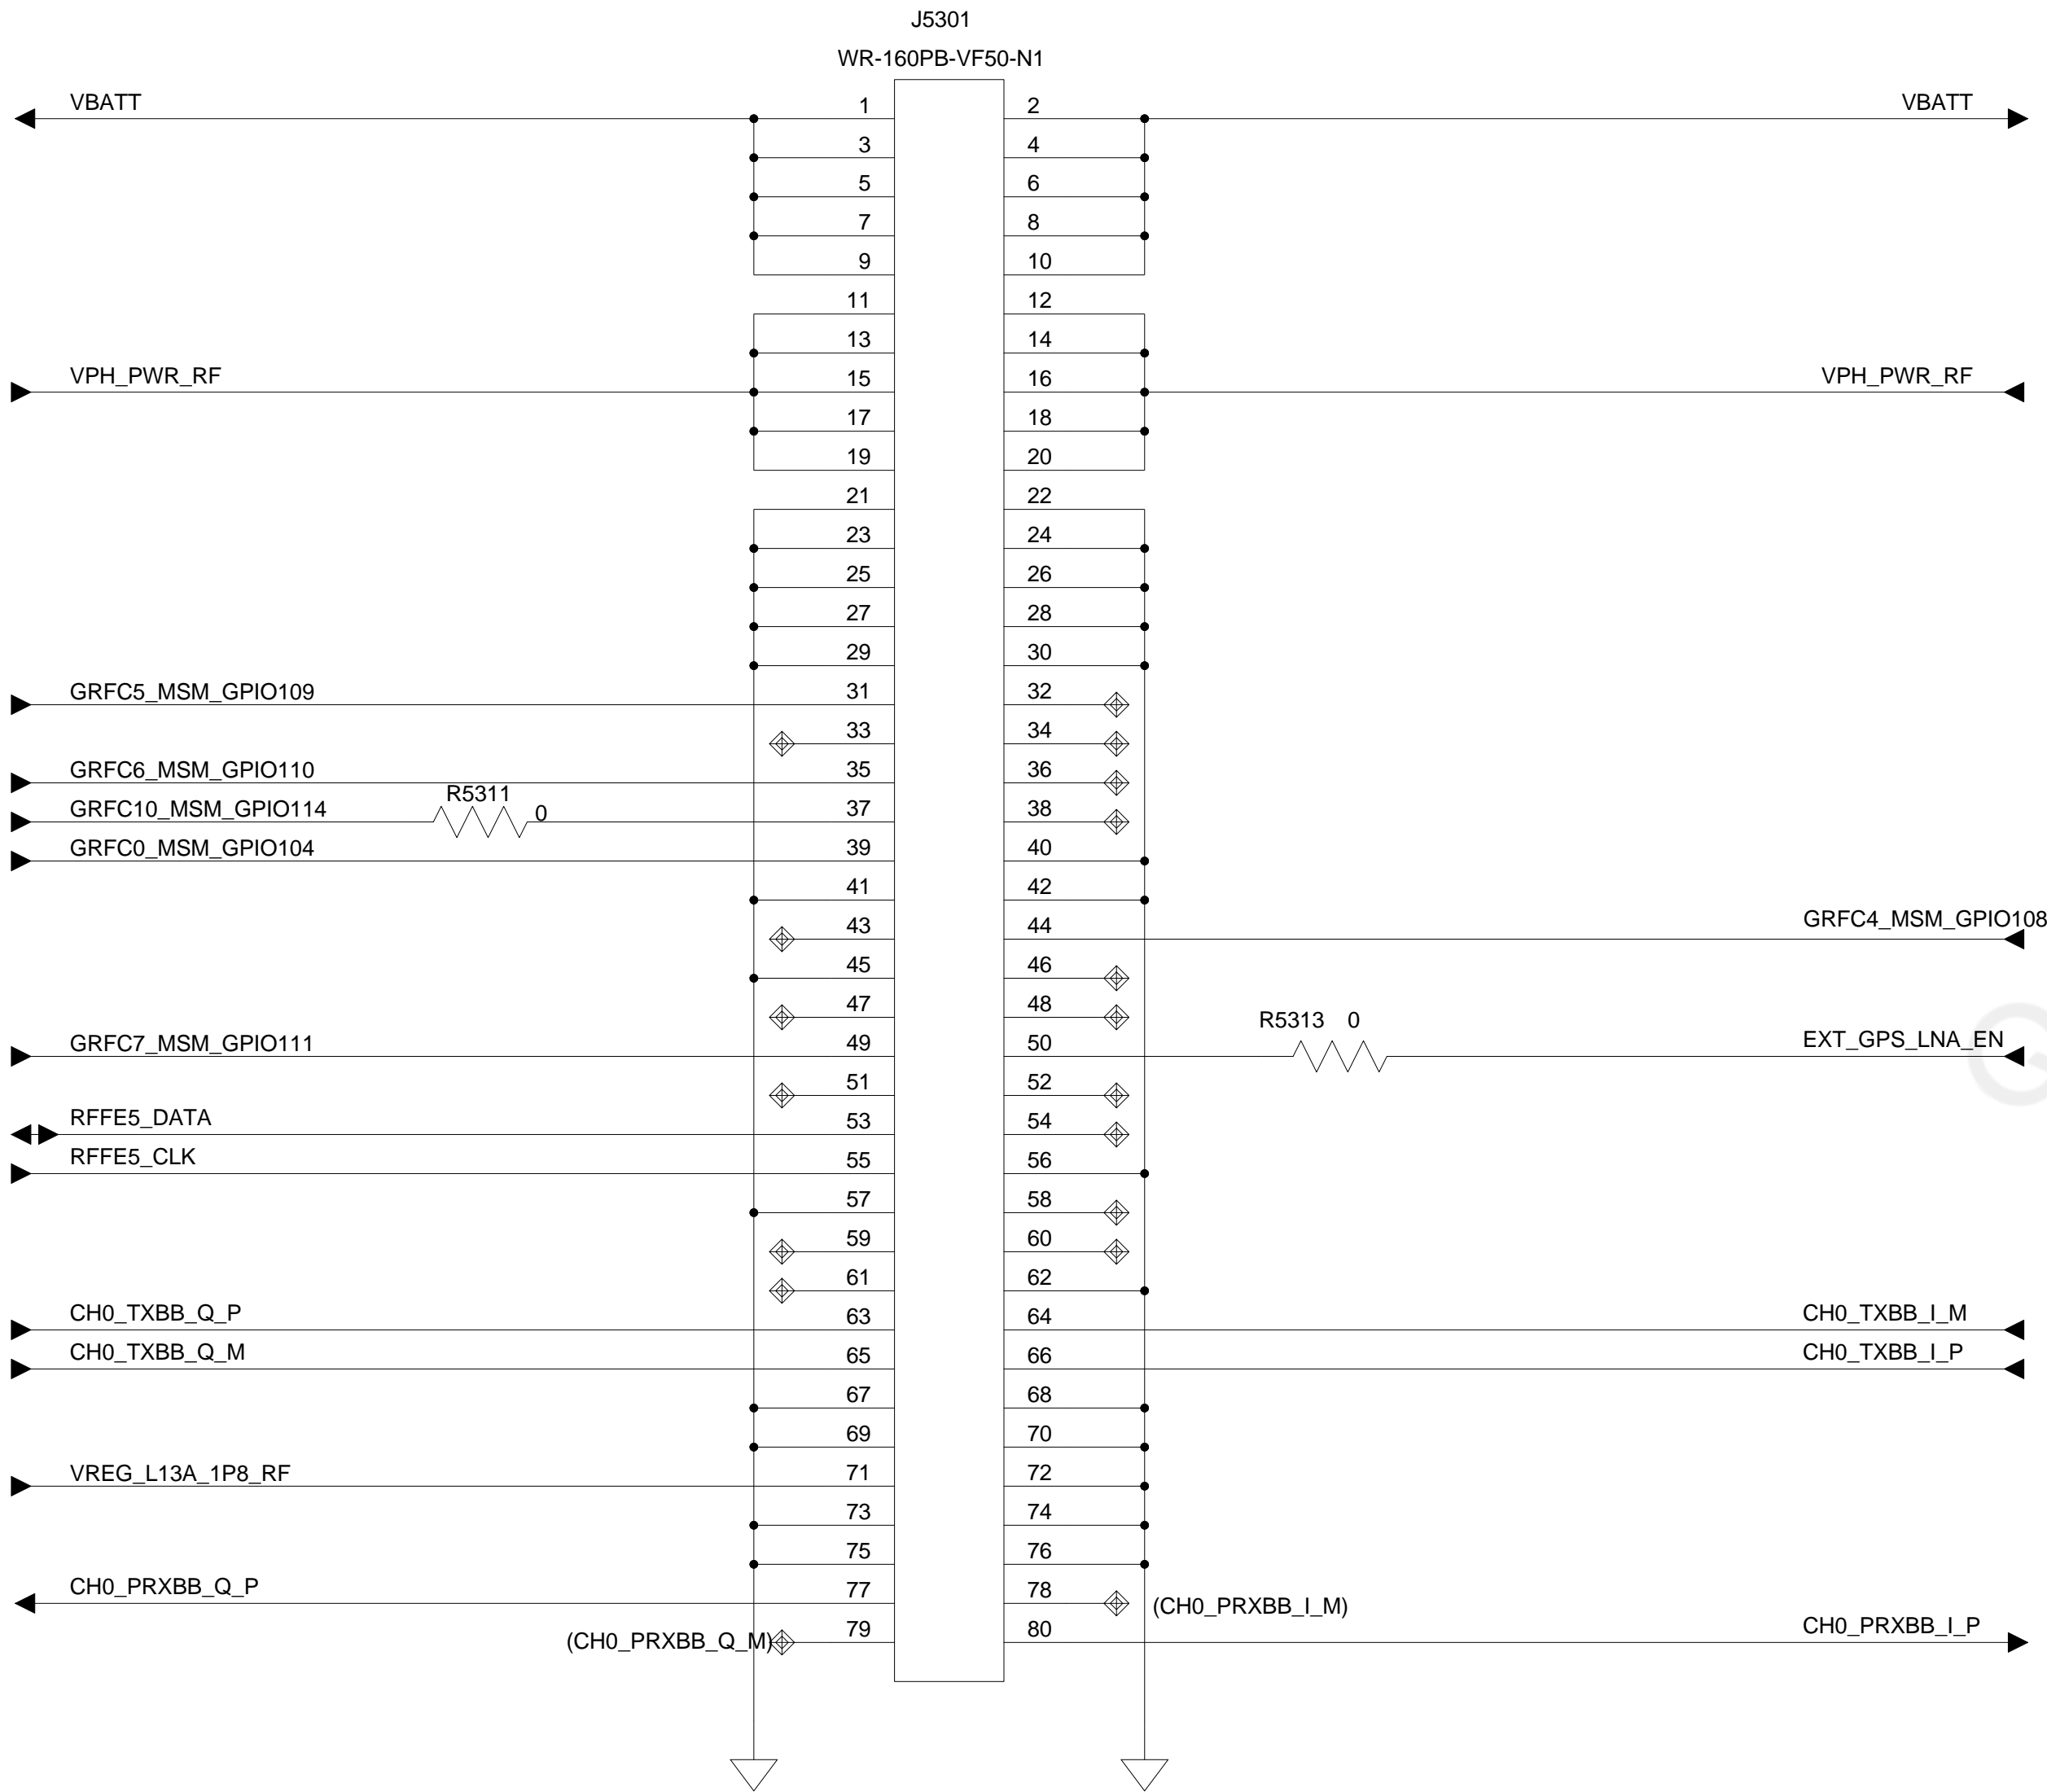 J5301
WR-160PB-VF50-N1
VBATT 1 2 VBATT
3 4
5 6
7 8
9 10
11 12
13 14
VPH_PWR_RF 15 16 VPH_PWR_RF
17 18
19 20
21 22
23 24
25 26
27 28
29 30
GRFC5_MSM_GPIO109 31 32
33 34
GRFC6_MSM_GPIO110 35 36
R5311
GRFC10_MSM_GPIO114 0 37 38
GRFC0_MSM_GPIO104 39 40
41 42
43 44 GRFC4_MSM_GPIO108
45 46
47 48
R5313 0
GRFC7_MSM_GPIO111 49 50 EXT_GPS_LNA_EN
51 52
RFFE5_DATA 53 54
RFFE5_CLK 55 56
57 58
59 60
61 62
CH0_TXBB_Q_P 63 64 CH0_TXBB_I_M
CH0_TXBB_Q_M 65 66 CH0_TXBB_I_P
67 68
69 70
VREG_L13A_1P8_RF 71 72
73 74
75 76
CH0_PRXBB_Q_P 77 78 (CH0_PRXBB_I_M)
(CH0_PRXBB_Q_M) 79 80 CH0_PRXBB_I_P